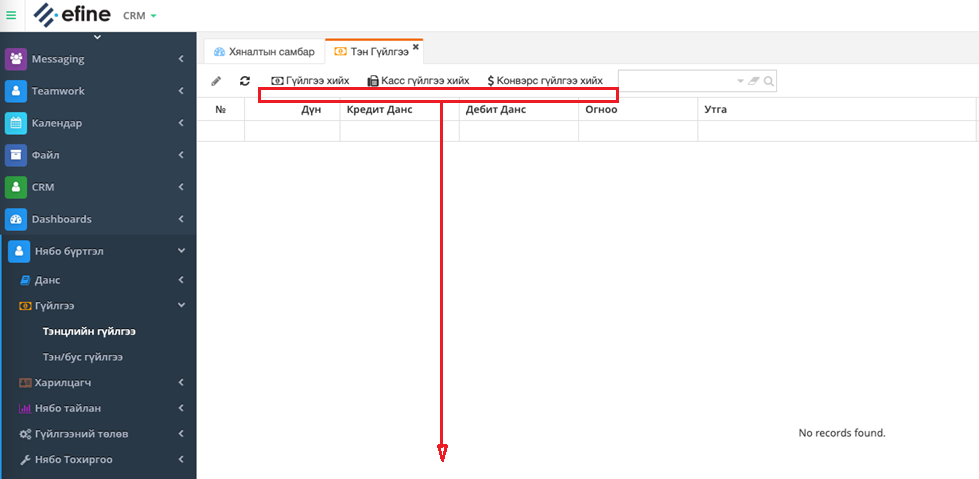 efine CRM
Messaging
Teamwork
Календар
Файл
CRM
Dashboards
Нябо бүртгэл
Данс
Гүйлгээ
Тэнцлийн гүйлгээ
Тэн/бус гүйлгээ
Харилцагч
Нябо тайлан
Гүйлгээний төлөв
Нябо Тохиргоо
Хяналтын самбар Тэн Гүйлгээ
Гүйлгээ хийх Касс гүйлгээ хийх $ Конвэрс гүйлгээ хийх
№ Дүн Кредит Данс Дебит Данс Огноо Утга
No records found.